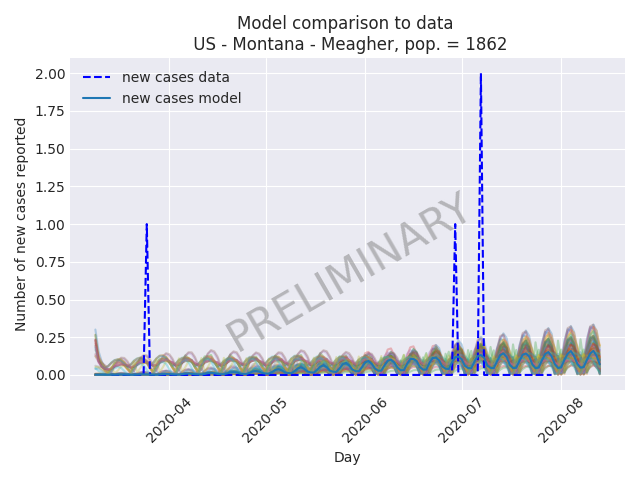 Model comparison to data
US - Montana - Meagher, pop. = 1862
new cases data
new cases model
Number of new cases reported
2.00
1.75
1.50
1.25
1.00
0.75
0.50
0.25
0.00
PRELIMINARY
2020-04
2020-05
2020-06
2020-07
2020-08
Day